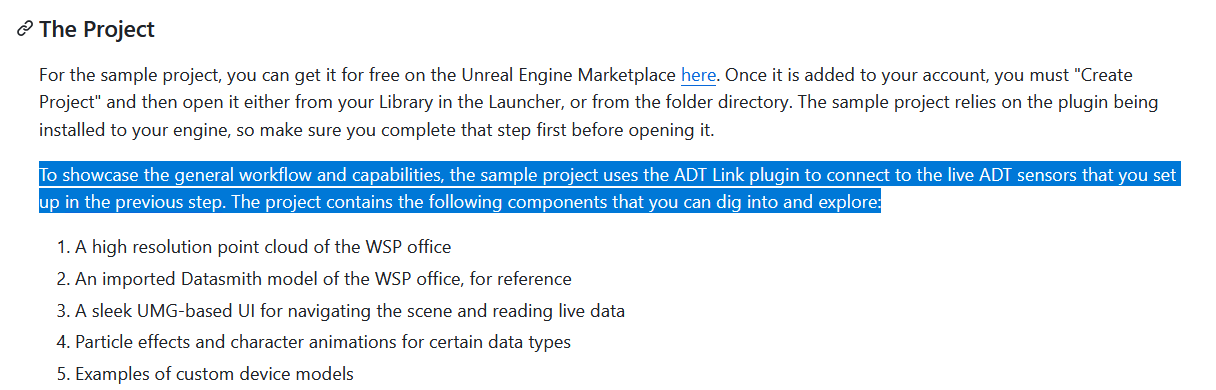 The Project
For the sample project, you can get it for free on the Unreal Engine Marketplace here. Once it is added to your account, you must "Create
Project" and then open it either from your Library in the Launcher, or from the folder directory. The sample project relies on the plugin being
installed to your engine, so make sure you complete that step first before opening it.
To showcase the general workflow and capabilities, the sample project uses the ADT Link plugin to connect to the live ADT sensors that you set
up in the previous step. The project contains the following components that you can dig into and explore:
1. A high resolution point cloud of the WSP office
2. An imported Datasmith model of the WSP office, for reference
3. A sleek UMG-based UI for navigating the scene and reading live data
4. Particle effects and character animations for certain data types
5. Examples of custom device models